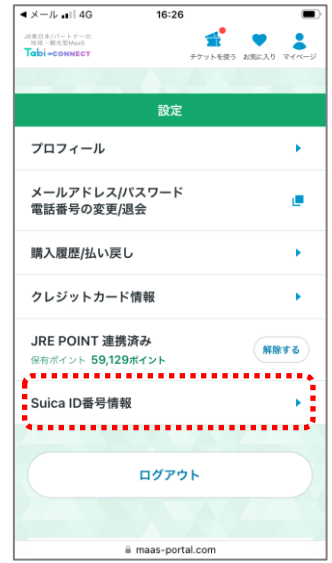 メール 4G 16:26
JR東日本/パートナーの
地域・観光型MaaS
Tabi-CONNECT
チケットを使う お気に入り マイページ
設定
プロフィール
メールアドレス/パスワード
電話番号の変更/退会
購入履歴/払い戻し
クレジットカード情報
JRE POINT 連携済み
保有ポイント 59,129ポイント
解除する
Suica ID番号情報
ログアウト
maas-portal.com